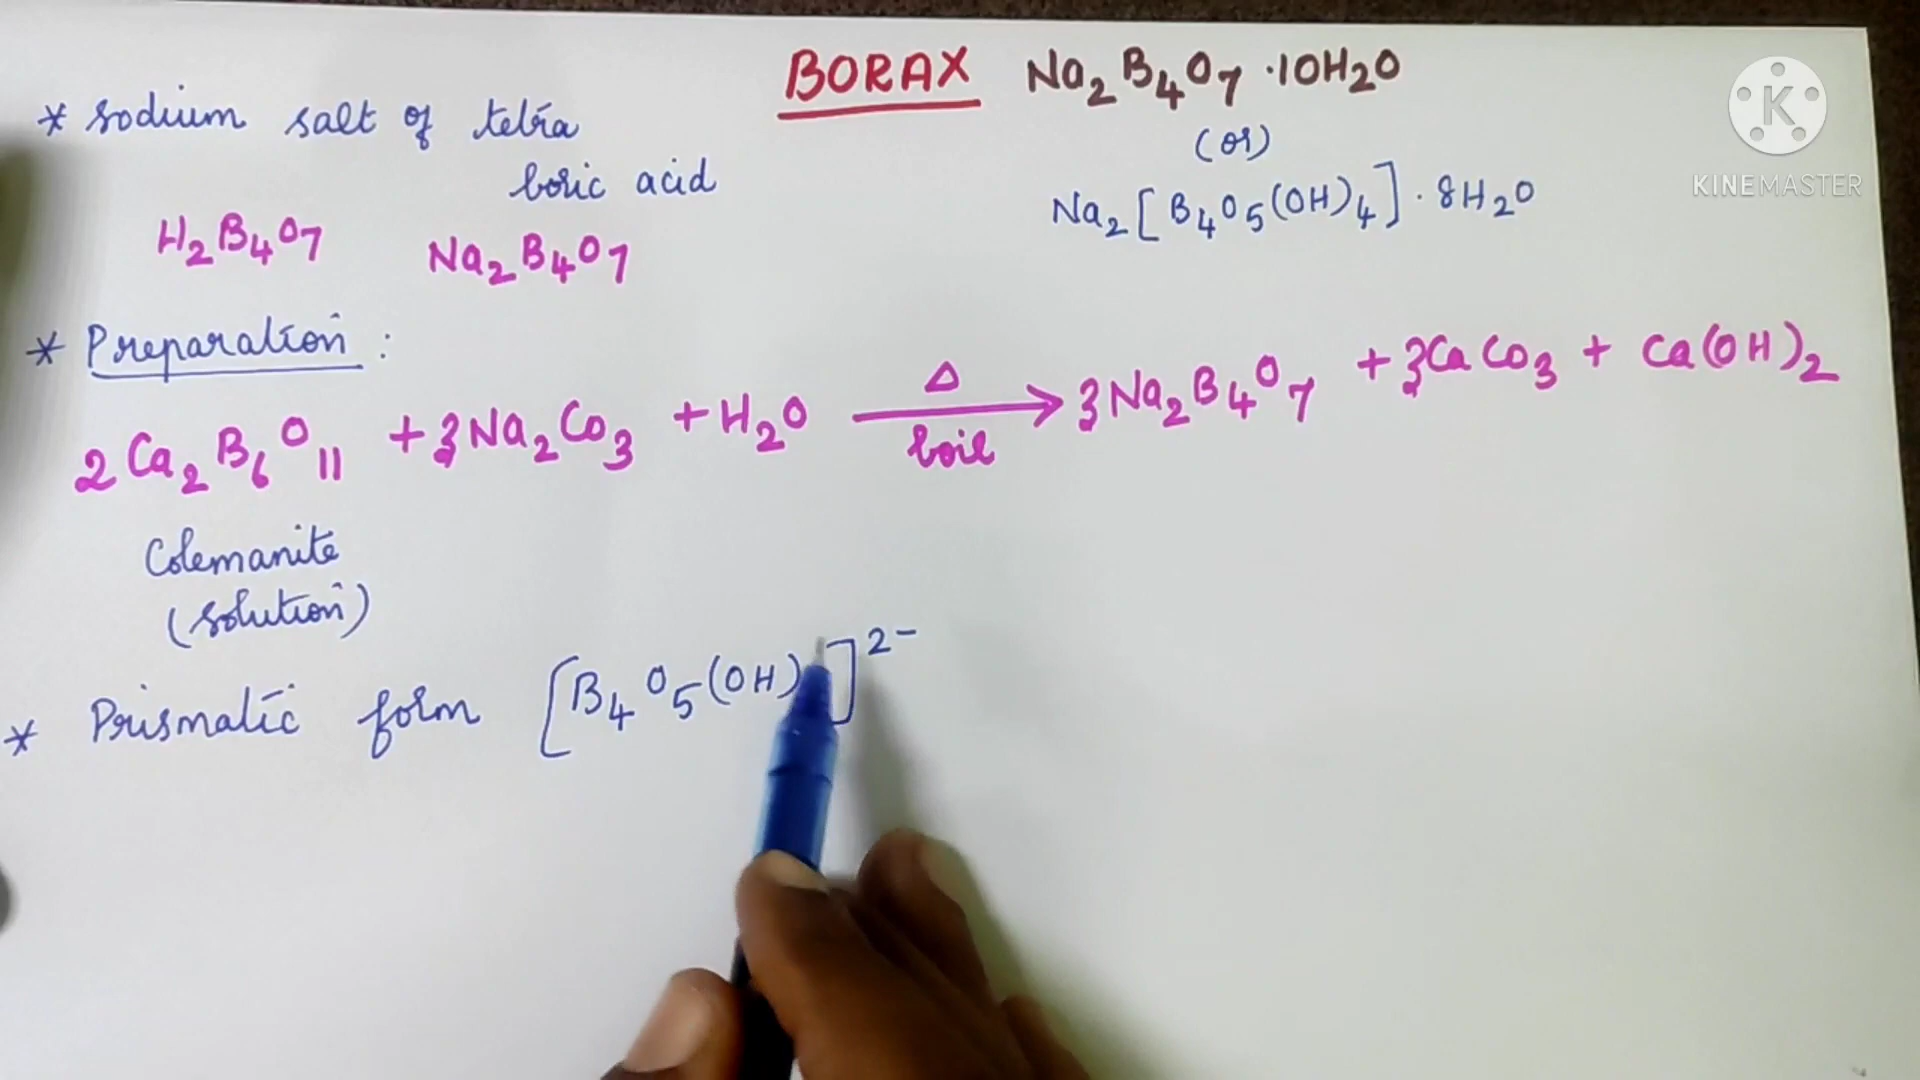 BORAX Na2B4O7 ·10H2O
(or)
Na2[B4O5(OH)4]·8H2O
* Sodium salt of tetra
boric acid
H2B4O7 Na2B4O7
* Preparation :
2Ca2B6O11 + 3Na2Co3 + H2O Δ boil → 3Na2B4O7 + 3CaCo3 + Ca(OH)2
Colemanite
(solution)
* Prismatic form [B4O5(OH) ]2-
K
KINEMASTER